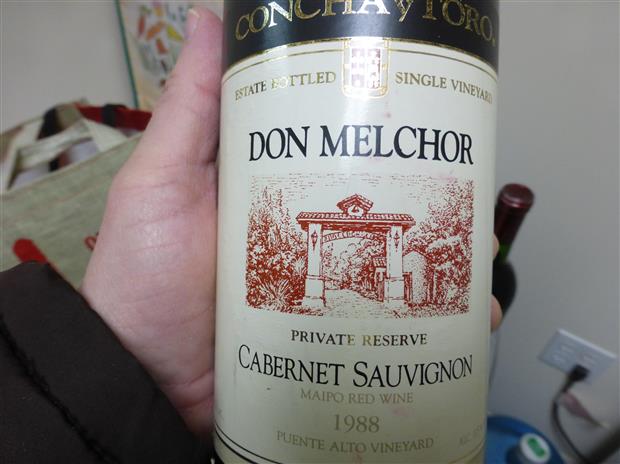 CONCHA Y TORO
ESTATE BOTTLED SINGLE VINEYARD
DON MELCHOR
PRIVATE RESERVE
CABERNET SAUVIGNON
MAIPO RED WINE
1988
PUENTE ALTO VINEYARD ALC.